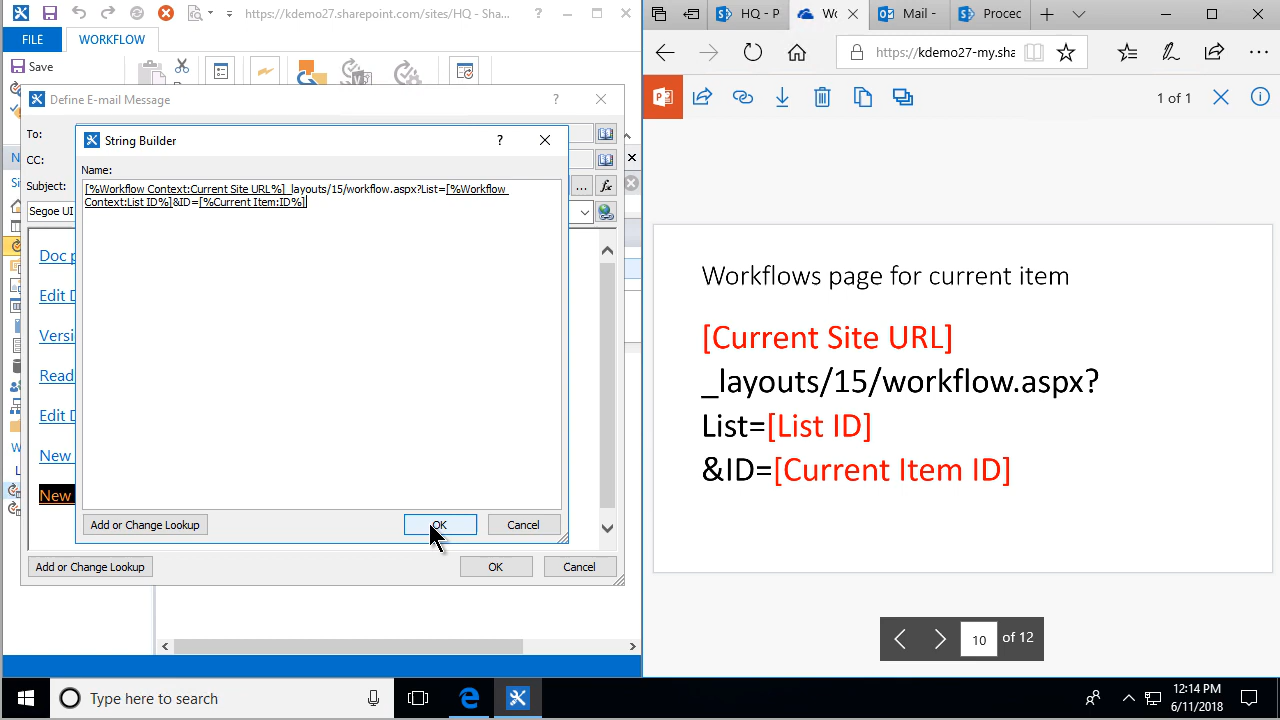 https://kdemo27.sharepoint.com/sites/HQ - Sha...
FILE
WORKFLOW
Save
Define E-mail Message
To:
CC:
Subject:
Segoe UI
String Builder
Name:
[%Workflow Context:Current Site URL%]_layouts/15/workflow.aspx?List=[%Workflow
Context:List ID%]&ID=[%Current Item:ID%]
Doc p
Edit D
Versi
Read
Edit D
New
New
Add or Change Lookup
OK
Cancel
Add or Change Lookup
OK
Cancel
HQ - P
Wo
Mail -
Proced
https://kdemo27-my.sha
1 of 1
Workflows page for current item
[Current Site URL]
_layouts/15/workflow.aspx?
List=[List ID]
&ID=[Current Item ID]
10 of 12
Type here to search
12:14 PM
6/11/2018